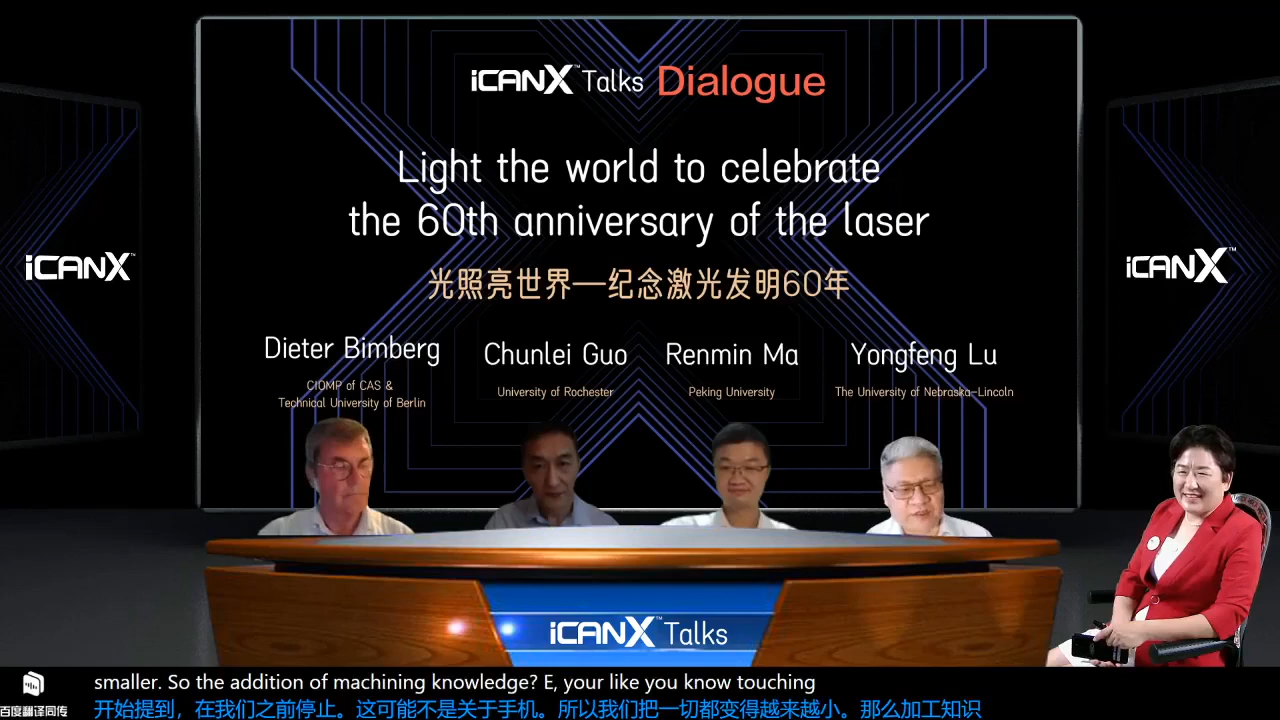 iCANX™ Talks Dialogue
Light the world to celebrate
the 60th anniversary of the laser
光照亮世界—纪念激光发明60年
iCANX™
iCANX™
Dieter Bimberg
CIOMP of CAS &
Technical University of Berlin
Chunlei Guo
University of Rochester
Renmin Ma
Peking University
Yongfeng Lu
The University of Nebraska-Lincoln
iCANX™ Talks
smaller. So the addition of machining knowledge? E, your like you know touching
百度翻译同传
开始提到，在我们之前停止。这可能不是关于手机。所以我们把一切都变得越来越小。那么加工知识